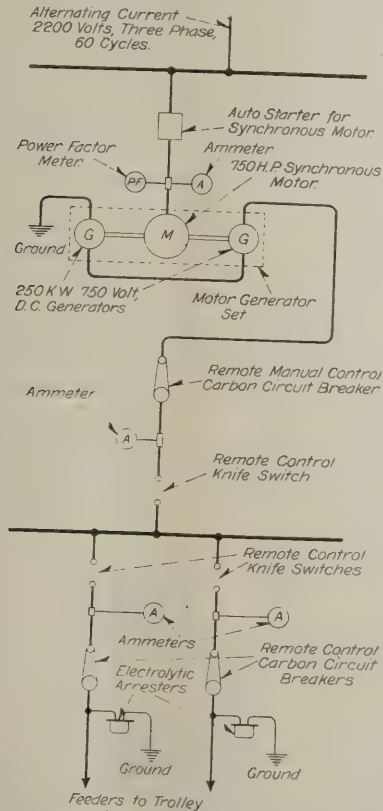 Alternating Current
2200 Volts, Three Phase,
60 Cycles.
Auto Starter for
Synchronous Motor.
Power Factor
Meter.
Ammeter
750 H.P. Synchronous
Motor.
PF
A
G
M
G
Ground
250 KW 750 Volt,
D.C. Generators
Motor Generator
Set
Remote Manual Control
Carbon Circuit Breaker
Ammeter
A
Remote Control
Knife Switch
Remote Control
Knife Switches
A
A
Ammeters
Electrolytic
Arresters
Remote Control
Carbon Circuit
Breakers
Ground
Ground
Feeders to Trolley